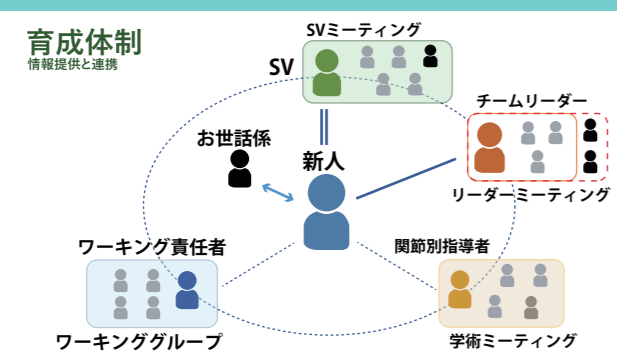 育成体制
情報提供と連携
SVミーティング
SV
チームリーダー
お世話係
新人
リーダーミーティング
ワーキング責任者
関節別指導者
ワーキンググループ
学術ミーティング